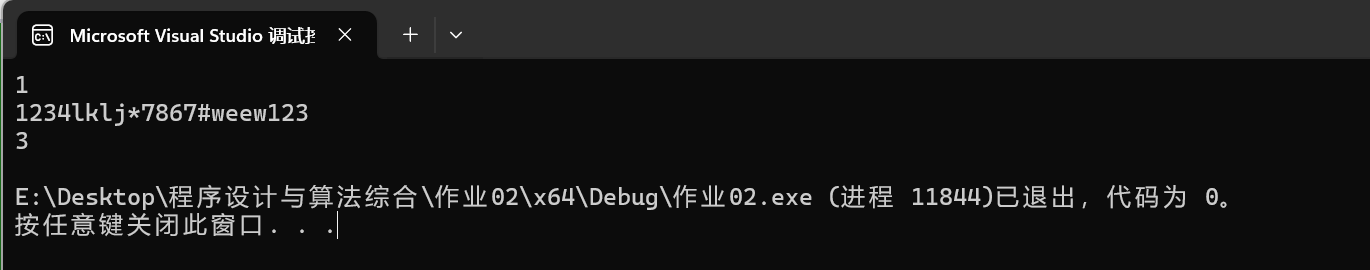 Microsoft Visual Studio 调试
1
1234lklj*7867#weew123
3
E:\Desktop\程序设计与算法综合\作业02\x64\Debug\作业02.exe (进程 11844)已退出，代码为 0。
按任意键关闭此窗口. . .